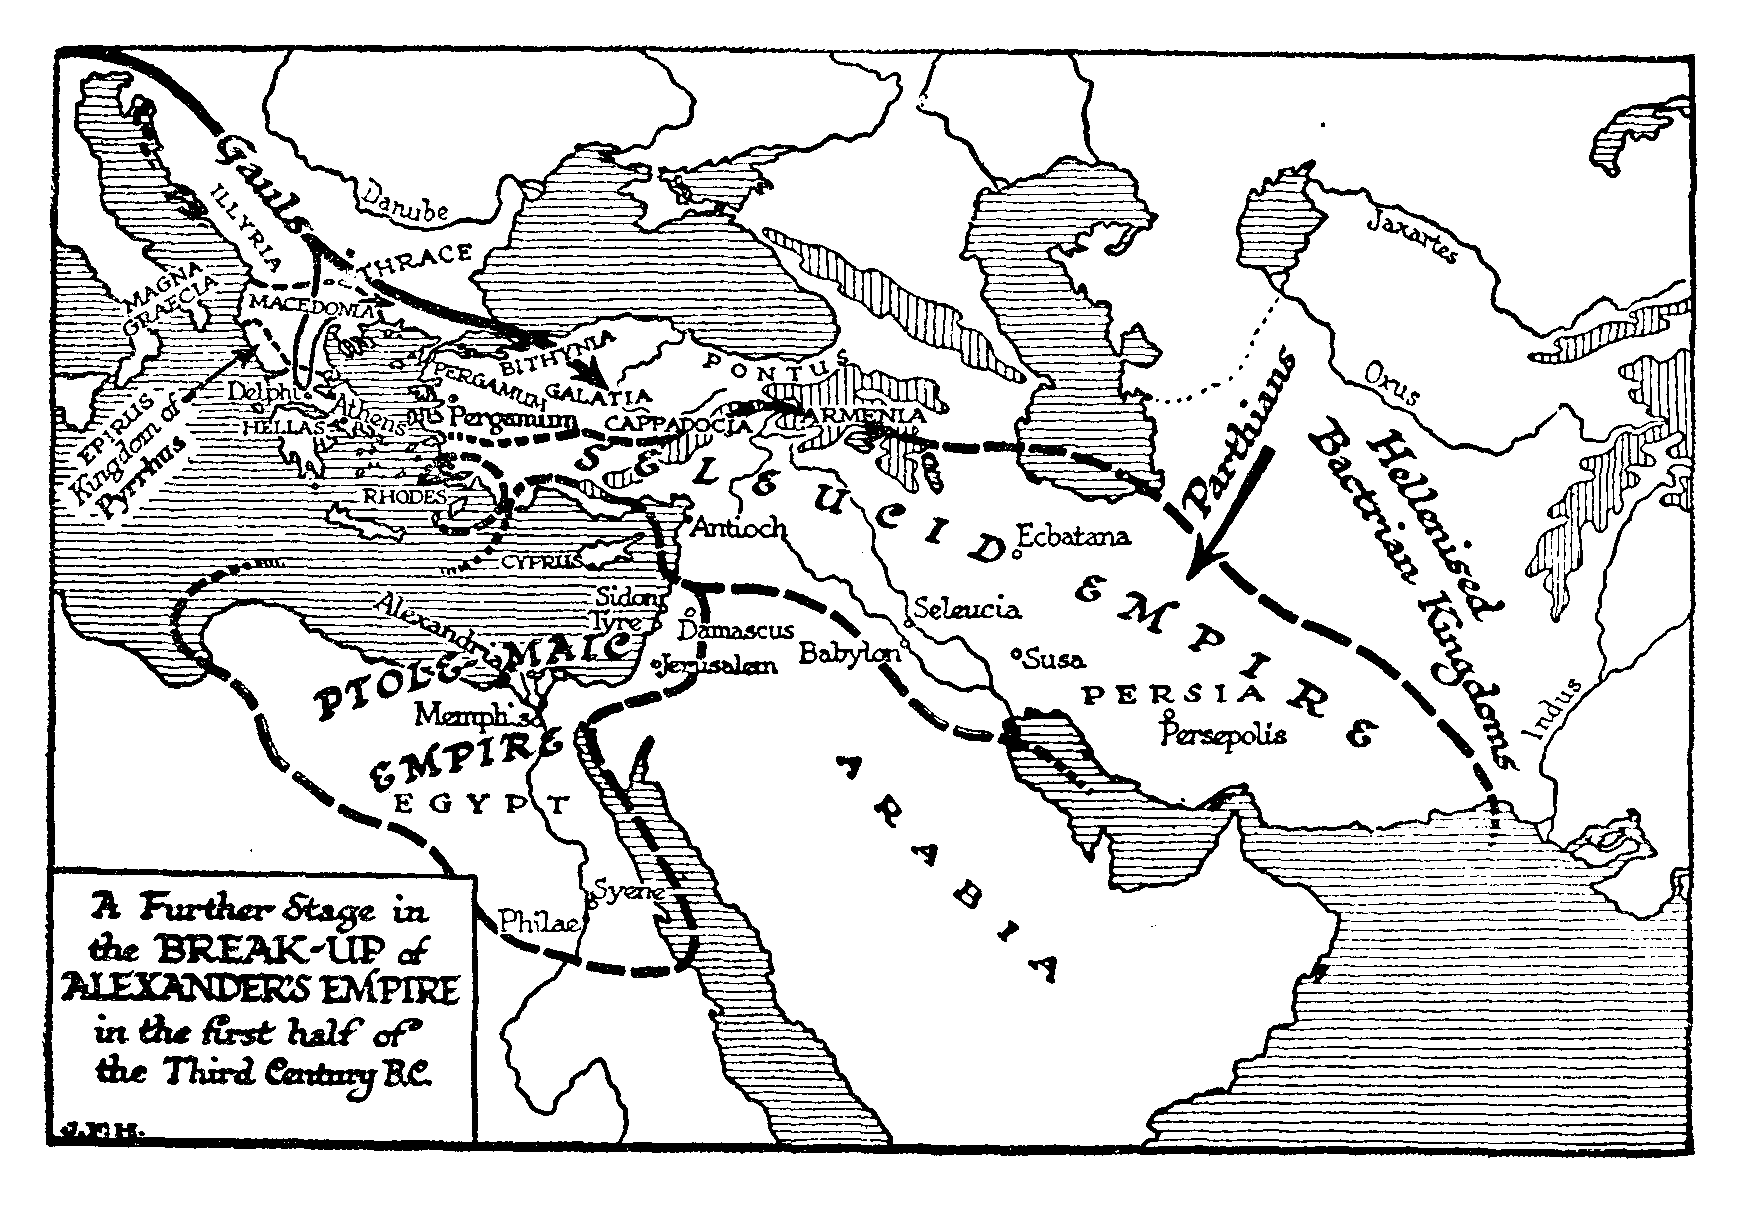 Gauls
ILLYRIA
Danube
THRACE
MAGNA
GRAECIA
MACEDONIA
Jaxartes
Oxus
BITHYNIA
PONTUS
PERGAMUM
GALATIA
Delphi
Athens
HELLAS
Pergamum
CAPPADOCIA
ARMENIA
EPIRUS
Kingdom of
Pyrrhus
Parthians
Hellenised
Bactrian Kingdoms
SELEUCID
EMPIRE
RHODES
Antioch
Ecbatana
CYPRUS
Sidon
Tyre
Alexandria
Damascus
Seleucia
Babylon
Jerusalem
Susa
PTOLEMAIC
EMPIRE
PERSIA
Persepolis
Memphis
Indus
EGYPT
ARABIA
Syene
Philae
A Further Stage in
the BREAK-UP of
ALEXANDER'S EMPIRE
in the first half of
the Third Century B.C.
J.F.H.